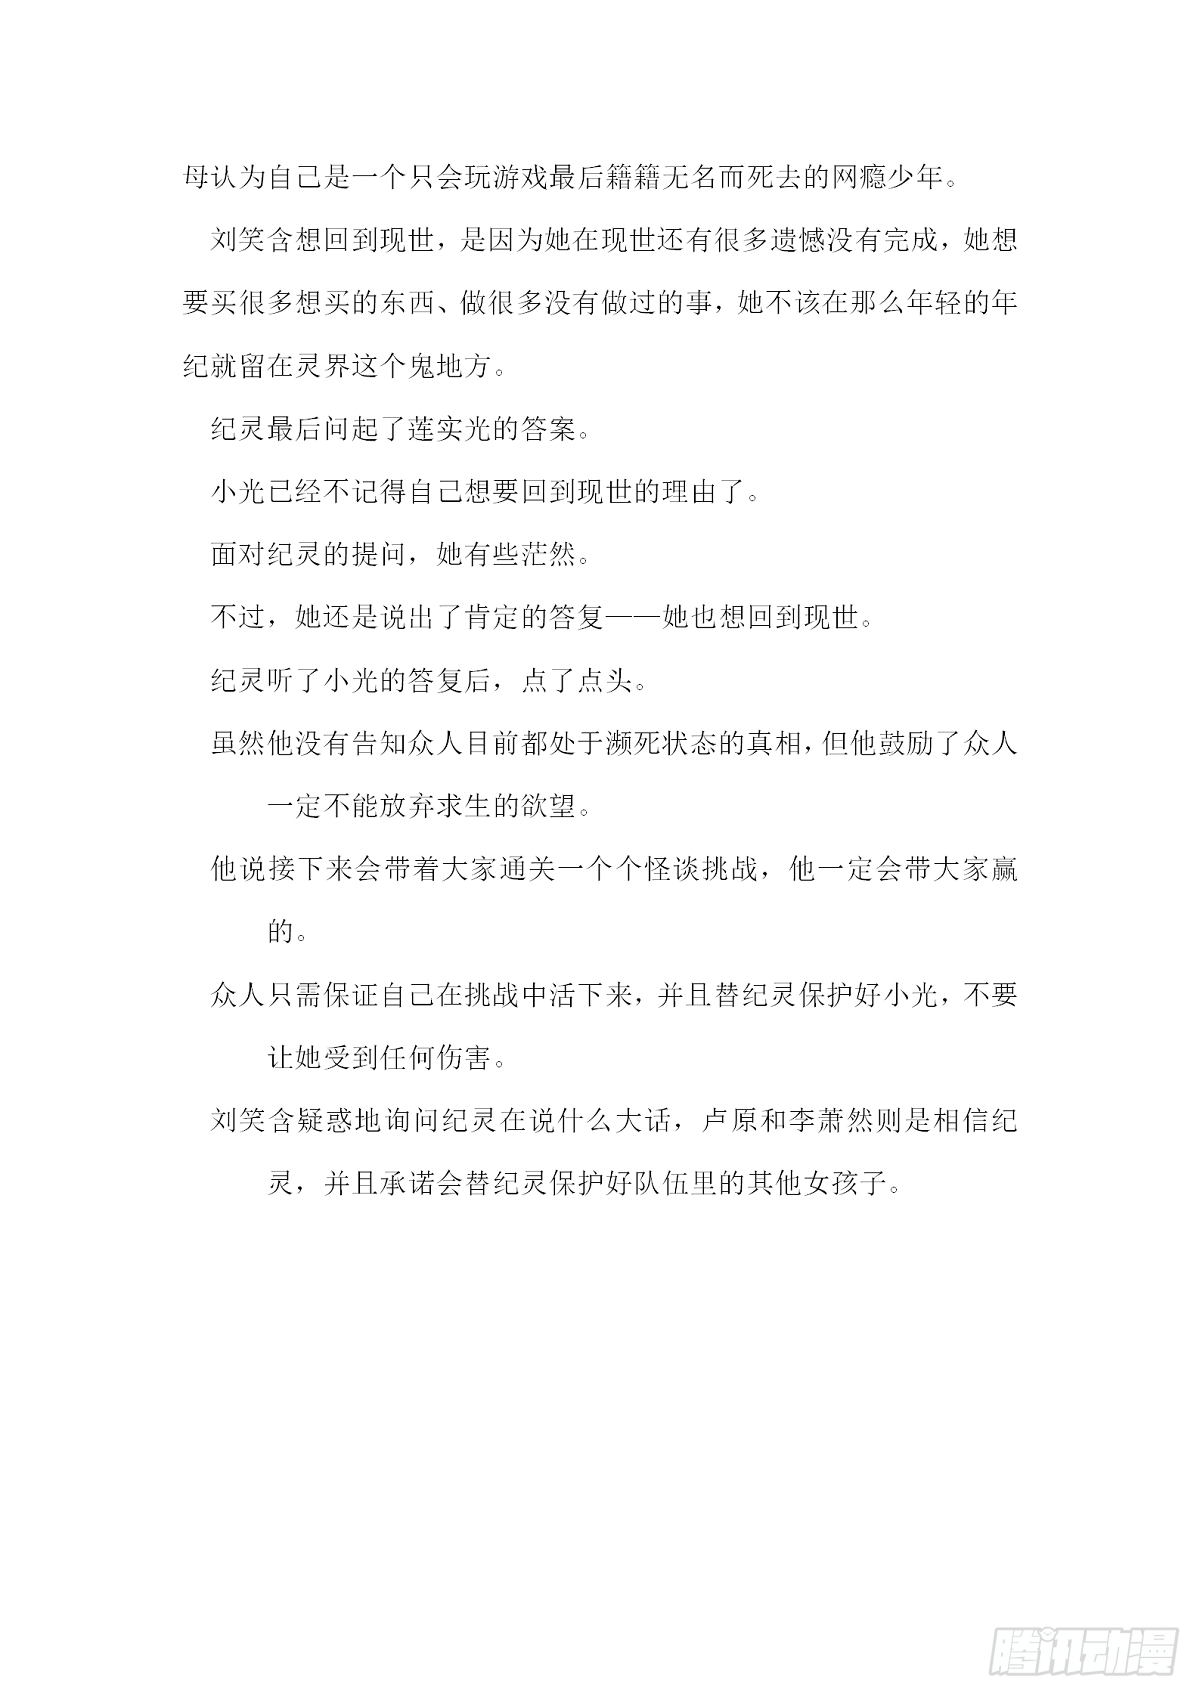 母认为自己是一个只会玩游戏最后籍籍无名而死去的网瘾少年。
刘笑含想回到现世，是因为她在现世还有很多遗憾没有完成，她想
要买很多想买的东西、做很多没有做过的事，她不该在那么年轻的年
纪就留在灵界这个鬼地方。
纪灵最后问起了莲实光的答案。
小光已经不记得自己想要回到现世的理由了。
面对纪灵的提问，她有些茫然。
不过，她还是说出了肯定的答复——她也想回到现世。
纪灵听了小光的答复后，点了点头。
虽然他没有告知众人目前都处于濒死状态的真相，但他鼓励了众人
一定不能放弃求生的欲望。
他说接下来会带着大家通关一个个怪谈挑战，他一定会带大家赢
的。
众人只需保证自己在挑战中活下来，并且替纪灵保护好小光，不要
让她受到任何伤害。
刘笑含疑惑地询问纪灵在说什么大话，卢原和李萧然则是相信纪
灵，并且承诺会替纪灵保护好队伍里的其他女孩子。
腾讯动漫